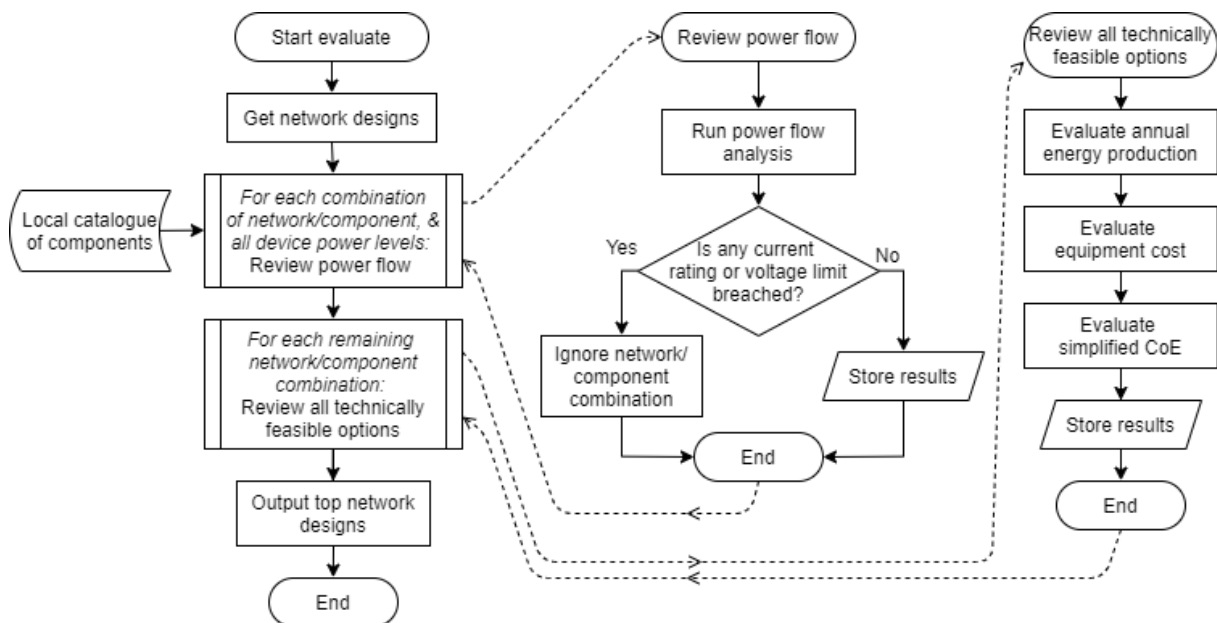 Start evaluate
Get network designs
Local catalogue
of components
For each combination
of network/component, &
all device power levels:
Review power flow
For each remaining
network/component
combination:
Review all technically
feasible options
Output top network
designs
End
Review power flow
Run power flow
analysis
Is any current
rating or voltage limit
breached?
Yes
No
Ignore network/
component
combination
Store results
End
Review all technically
feasible options
Evaluate annual
energy production
Evaluate
equipment cost
Evaluate
simplified CoE
Store results
End